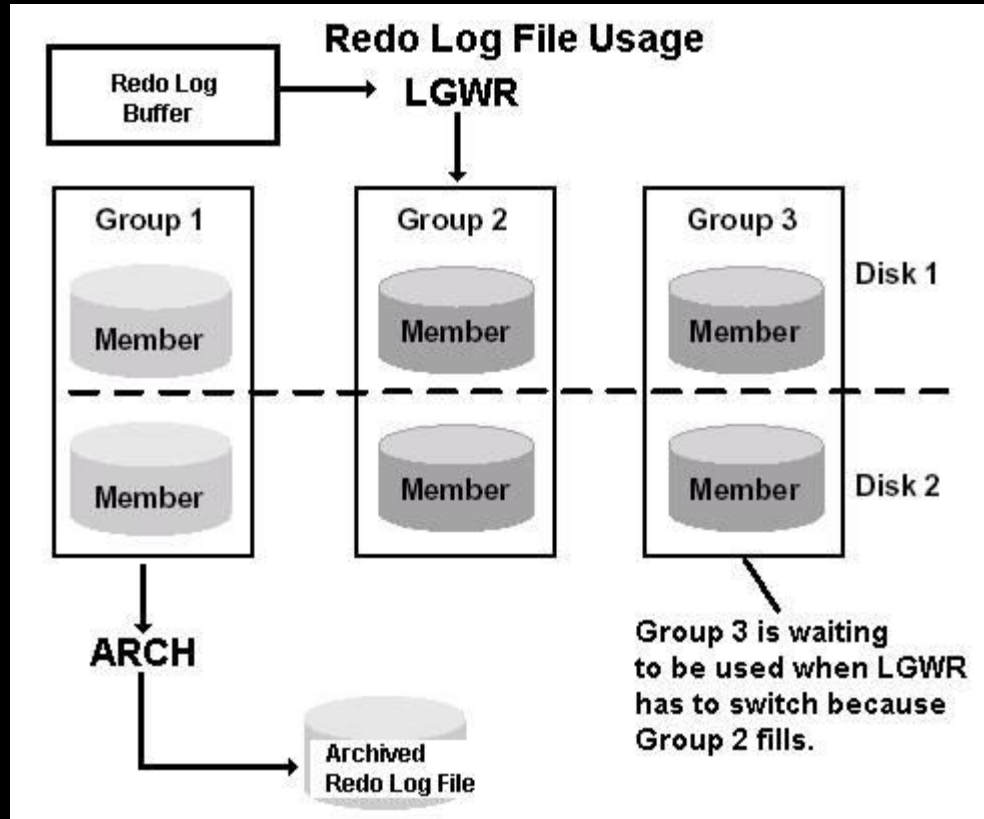 Redo Log File Usage
Redo Log
Buffer
LGWR
Group 1
Group 2
Group 3
Disk 1
Member
Member
Member
Member
Member
Member
Disk 2
ARCH
Group 3 is waiting
to be used when LGWR
has to switch because
Group 2 fills.
Archived
Redo Log File